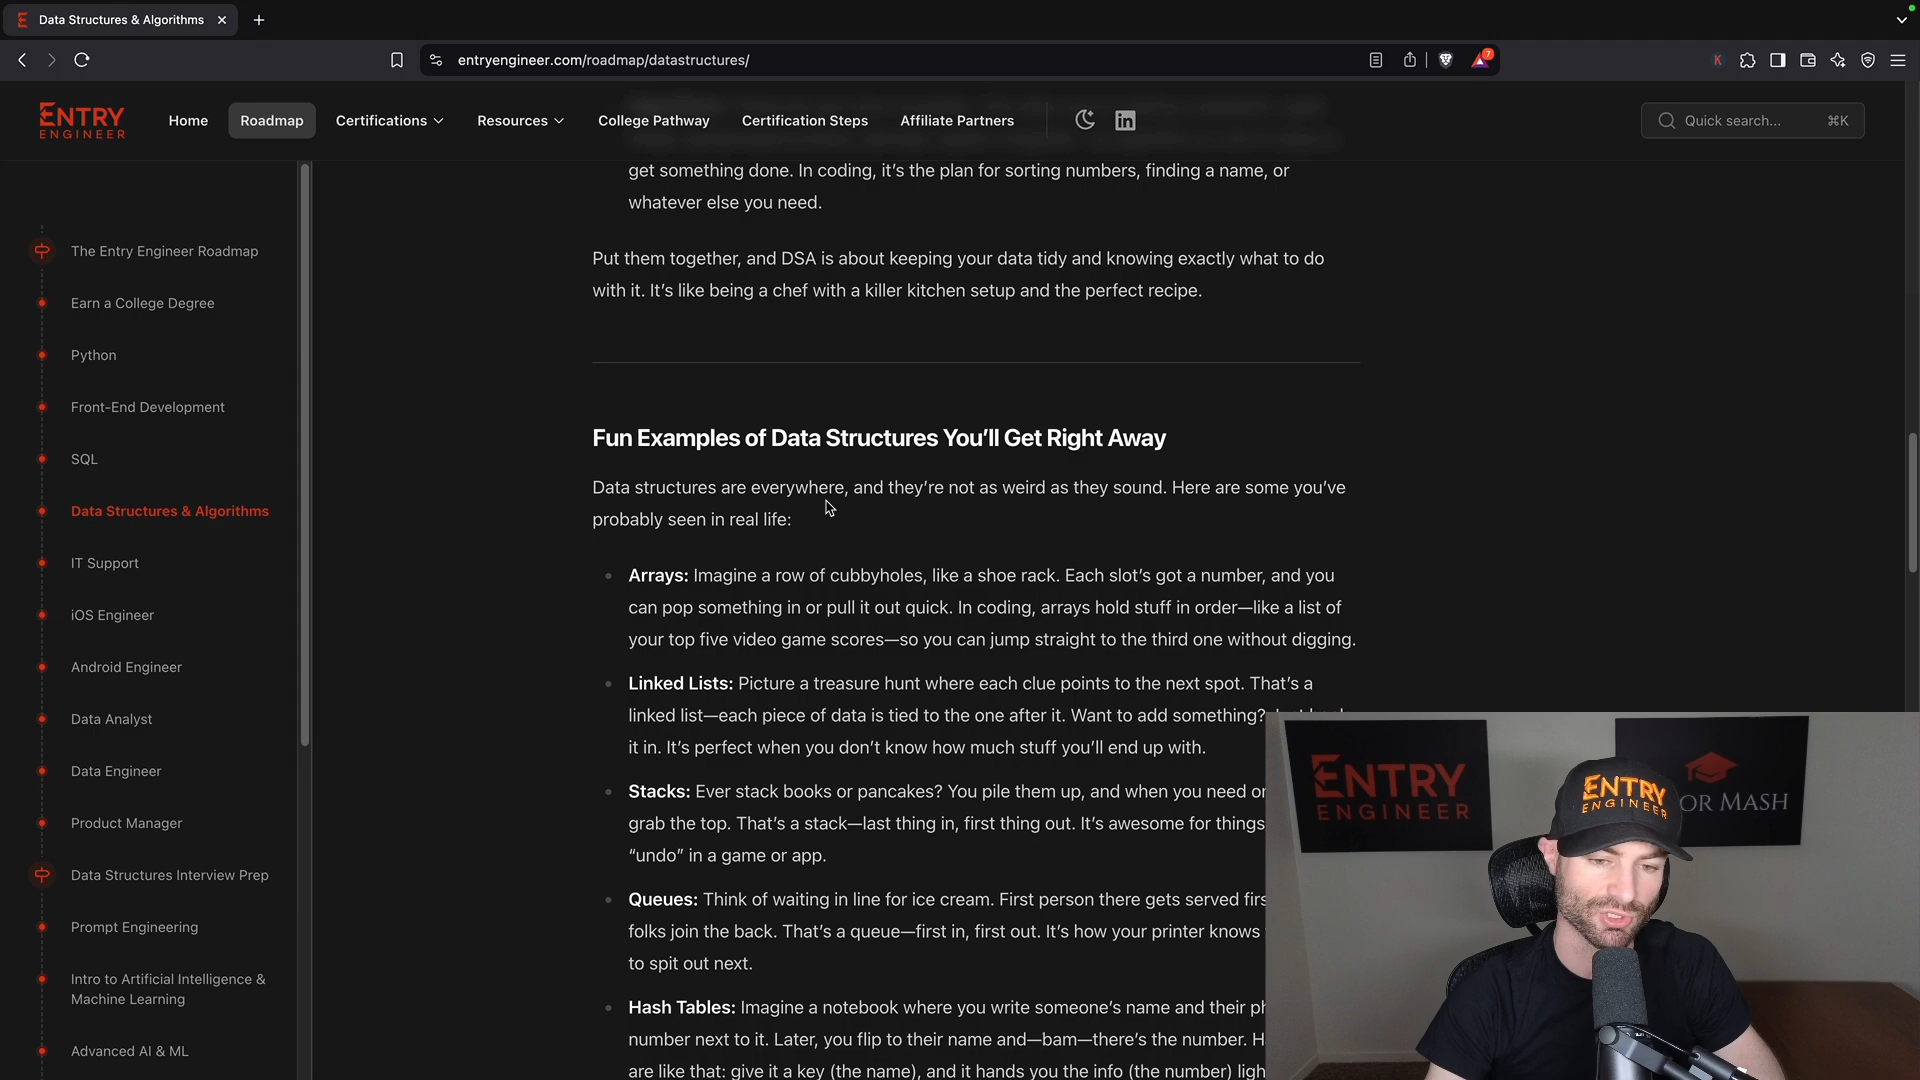 Data Structures & Algorithms
entryengineer.com/roadmap/datastructures/
7
K
ENTRY
ENGINEER
Home
Roadmap
Certifications
Resources
College Pathway
Certification Steps
Affiliate Partners
in
Quick search...
⌘K
The Entry Engineer Roadmap
Earn a College Degree
Python
Front-End Development
SQL
Data Structures & Algorithms
IT Support
iOS Engineer
Android Engineer
Data Analyst
Data Engineer
Product Manager
Data Structures Interview Prep
Prompt Engineering
Intro to Artificial Intelligence &
Machine Learning
Advanced AI & ML
get something done. In coding, it’s the plan for sorting numbers, finding a name, or
whatever else you need.
Put them together, and DSA is about keeping your data tidy and knowing exactly what to do
with it. It’s like being a chef with a killer kitchen setup and the perfect recipe.
Fun Examples of Data Structures You’ll Get Right Away
Data structures are everywhere, and they’re not as weird as they sound. Here are some you’ve
probably seen in real life:
Arrays: Imagine a row of cubbyholes, like a shoe rack. Each slot’s got a number, and you
can pop something in or pull it out quick. In coding, arrays hold stuff in order—like a list of
your top five video game scores—so you can jump straight to the third one without digging.
Linked Lists: Picture a treasure hunt where each clue points to the next spot. That’s a
linked list—each piece of data is tied to the one after it. Want to add something?
it in. It’s perfect when you don’t know how much stuff you’ll end up with.
Stacks: Ever stack books or pancakes? You pile them up, and when you need
grab the top. That’s a stack—last thing in, first thing out. It’s awesome for things
“undo” in a game or app.
Queues: Think of waiting in line for ice cream. First person there gets served
folks join the back. That’s a queue—first in, first out. It’s how your printer knows
to spit out next.
Hash Tables: Imagine a notebook where you write someone’s name and their
number next to it. Later, you flip to their name and—bam—there’s the number.
are like that: give it a key (the name), and it hands you the info (the number)
ENTRY
ENGINEER
ENTRY
ENGINEER
OR MASH